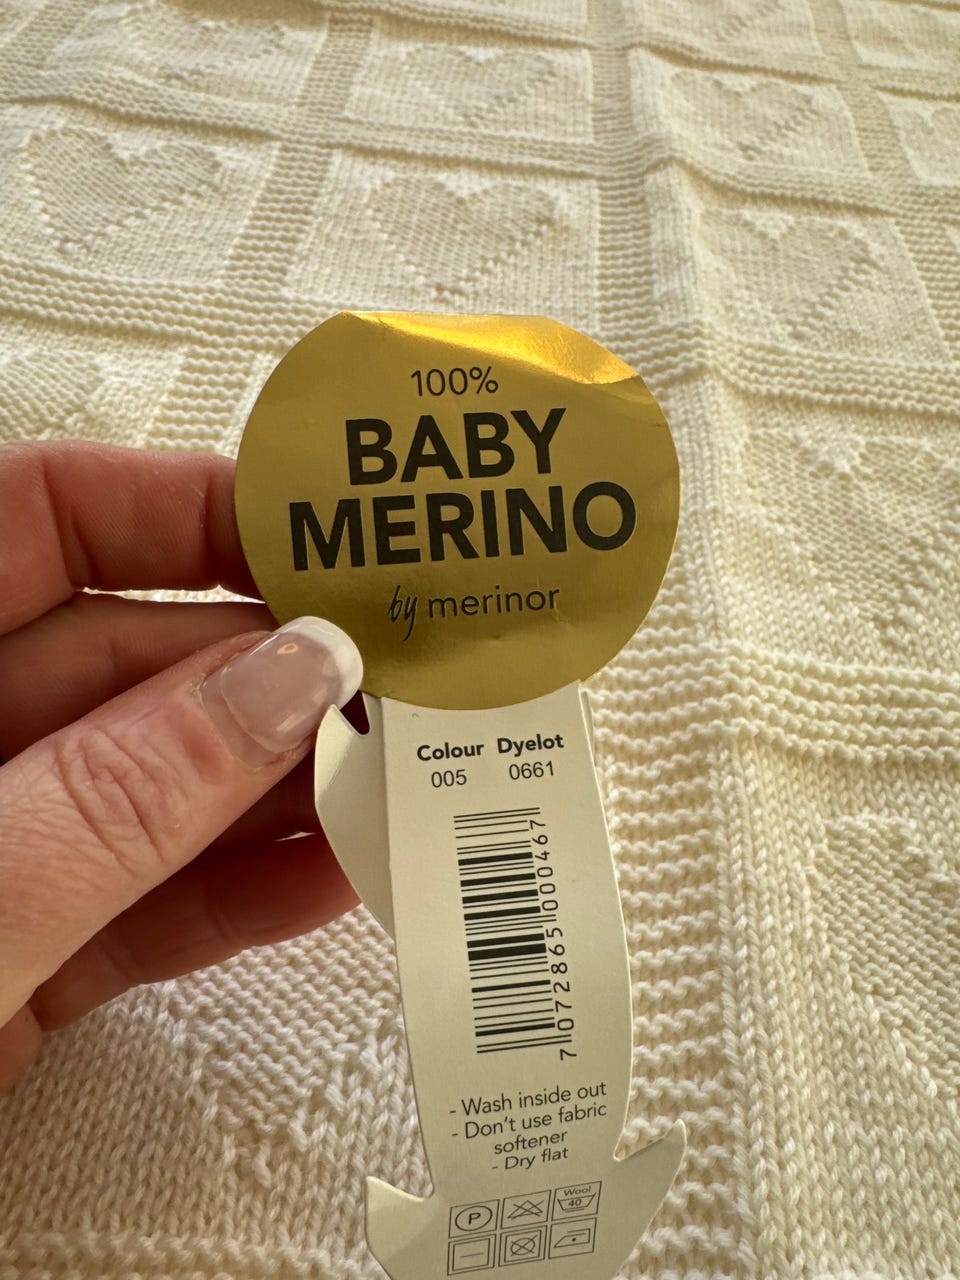 100%
BABY
MERINO
by merinor
Colour Dyelot
005 0661
7 072865 000467
- Wash inside out
- Don't use fabric
softener
- Dry flat
P
Wool
40